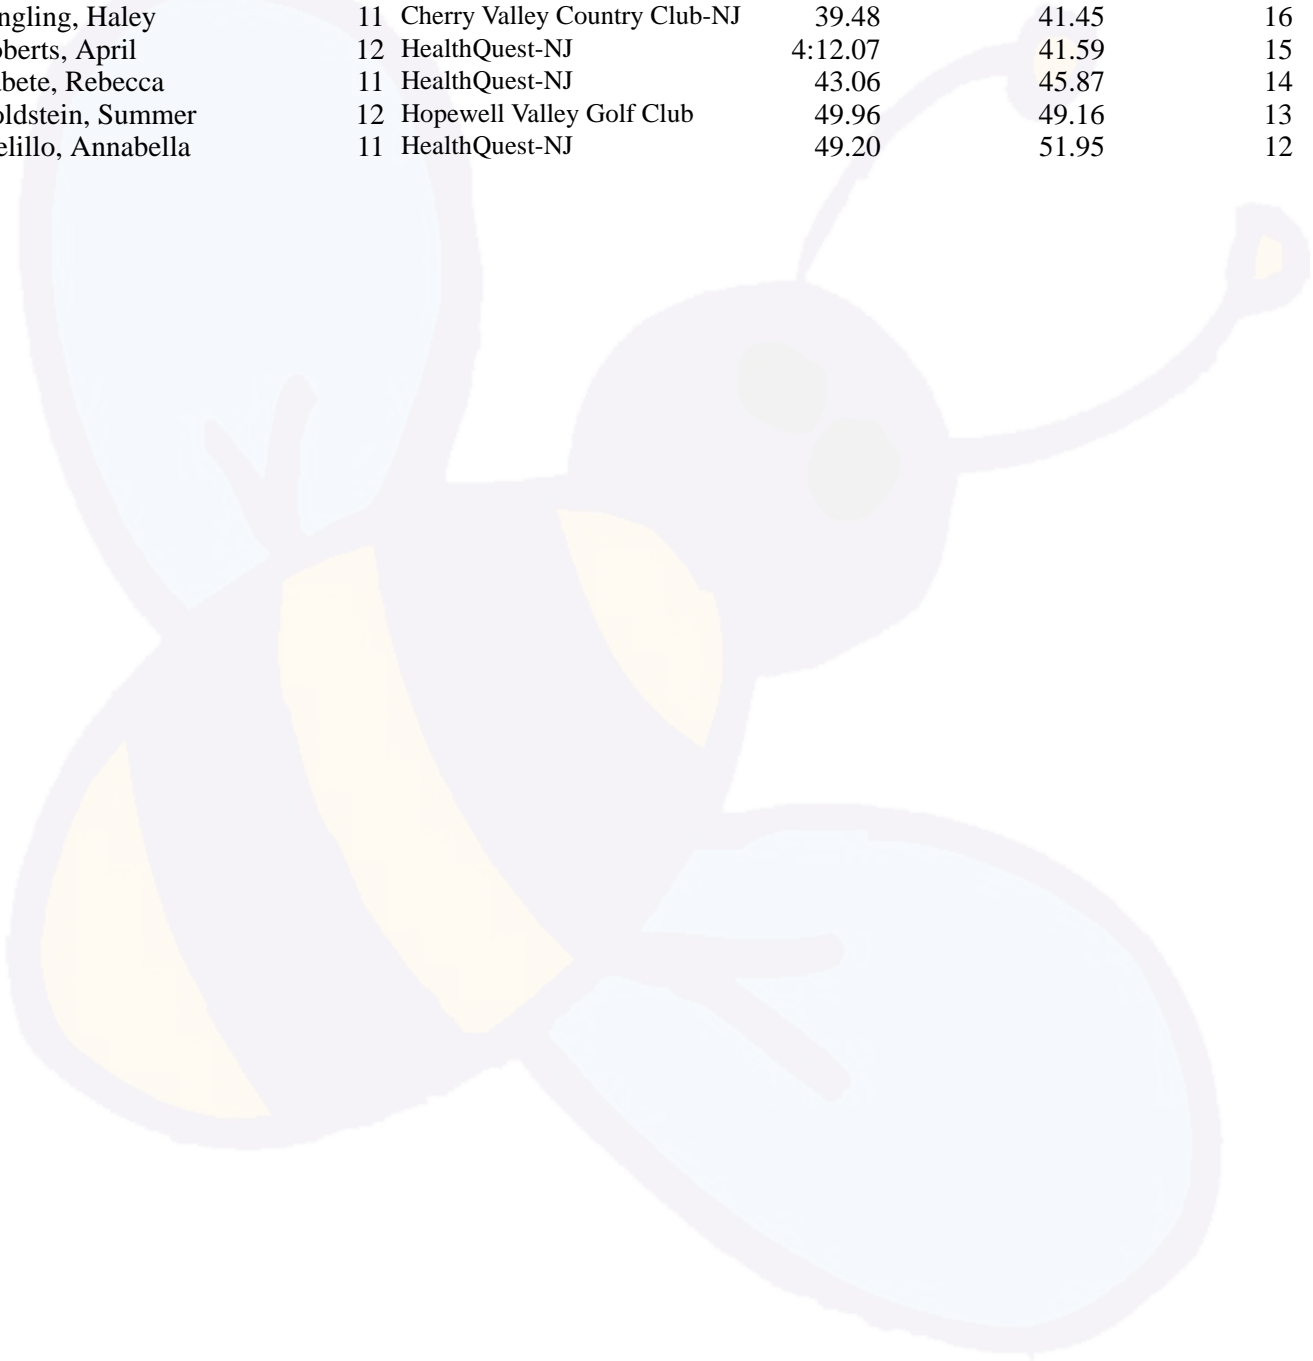 ngling, Haley 11 Cherry Valley Country Club-NJ 39.48 41.45 16
berts, April 12 HealthQuest-NJ 4:12.07 41.59 15
bete, Rebecca 11 HealthQuest-NJ 43.06 45.87 14
ldstein, Summer 12 Hopewell Valley Golf Club 49.96 49.16 13
elillo, Annabella 11 HealthQuest-NJ 49.20 51.95 12